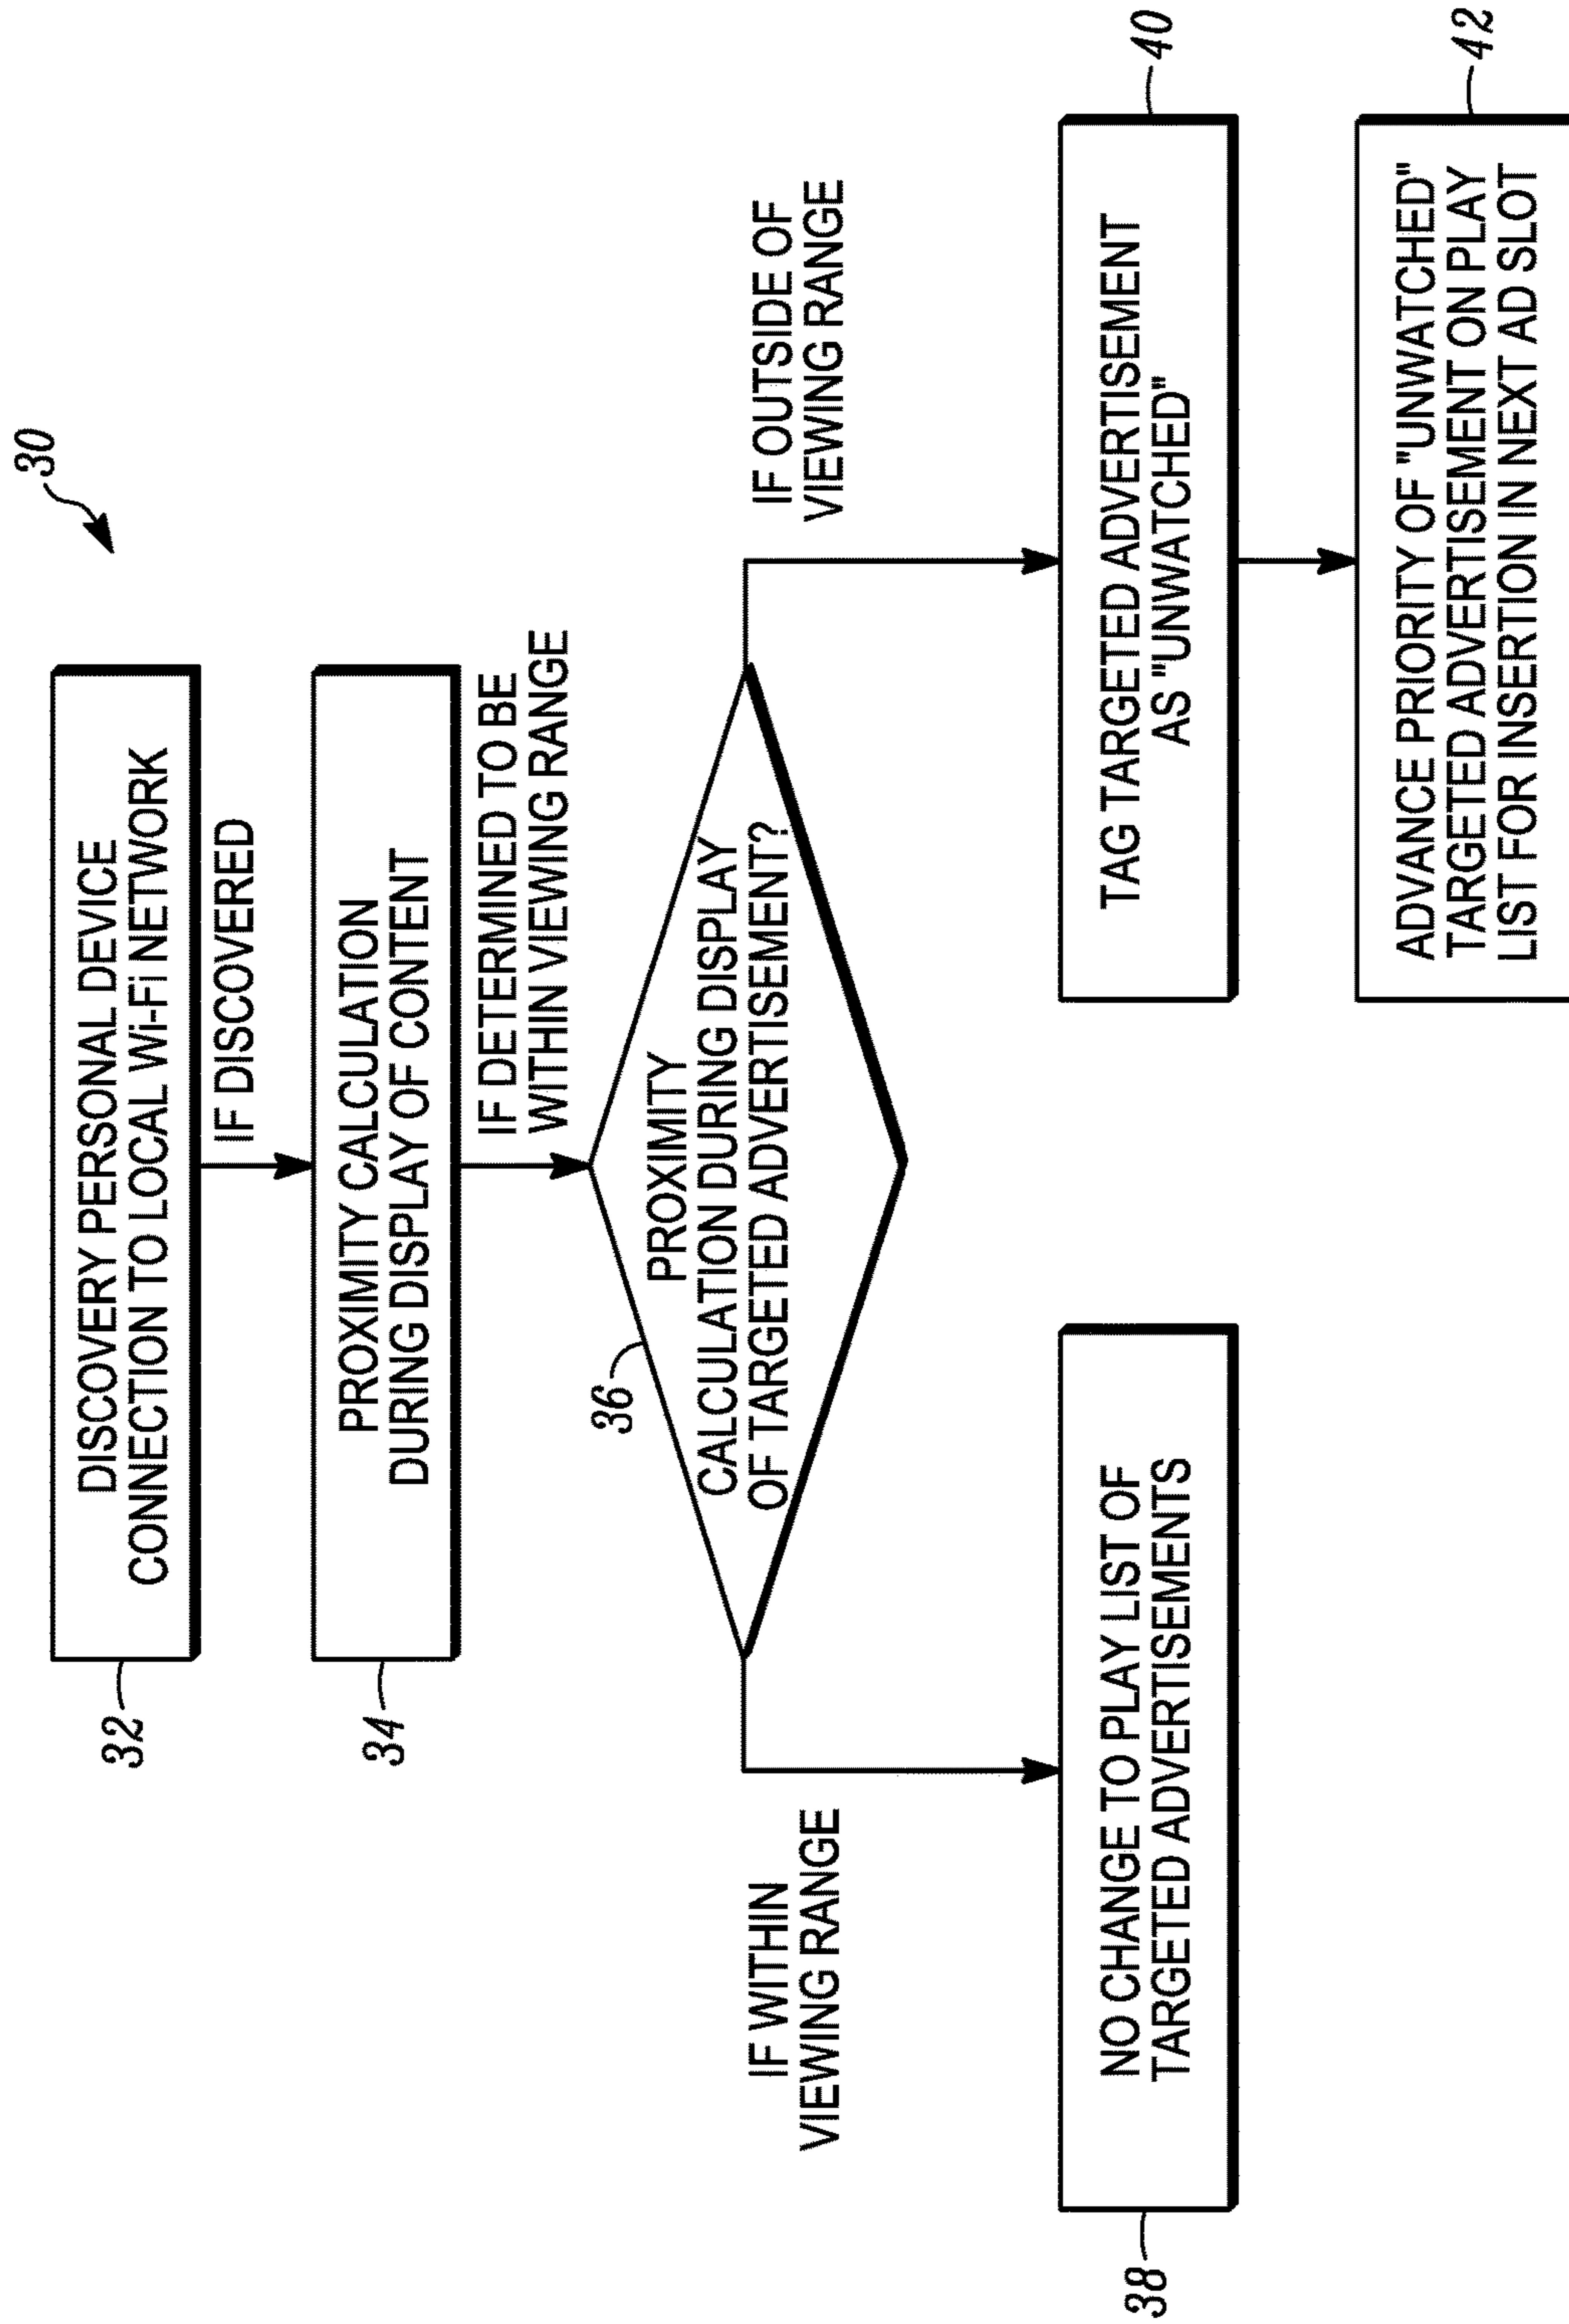 30
DISCOVERY PERSONAL DEVICE
CONNECTION TO LOCAL Wi-Fi NETWORK
32
IF DISCOVERED
PROXIMITY CALCULATION
DURING DISPLAY OF CONTENT
34
IF DETERMINED TO BE
WITHIN VIEWING RANGE
36
PROXIMITY
CALCULATION DURING DISPLAY
OF TARGETED ADVERTISEMENT?
IF WITHIN
VIEWING RANGE
IF OUTSIDE OF
VIEWING RANGE
NO CHANGE TO PLAY LIST OF
TARGETED ADVERTISEMENTS
38
TAG TARGETED ADVERTISEMENT
AS "UNWATCHED"
40
ADVANCE PRIORITY OF "UNWATCHED"
TARGETED ADVERTISEMENT ON PLAY
LIST FOR INSERTION IN NEXT AD SLOT
42